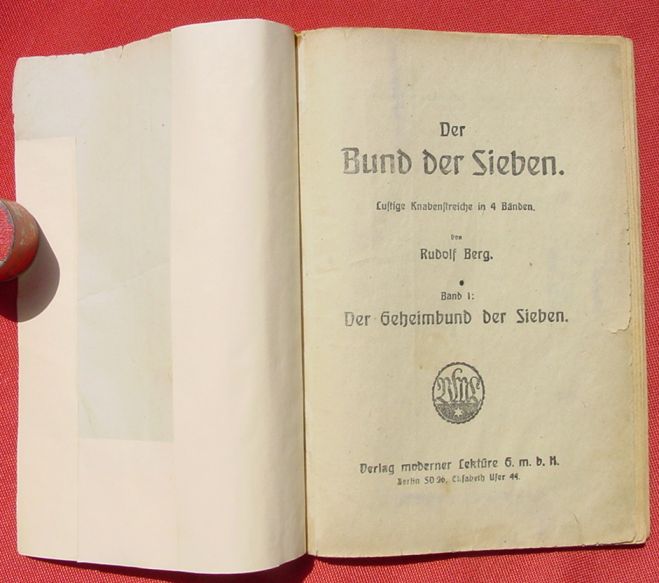 Der
Bund der Sieben.
Luſtige Knabenſtreiche in 4 Bänden.
von
Rudolf Berg.
Band 1:
Der Geheimbund der Sieben.
VmL
Verlag moderner Lektüre G. m. b. H.
Berlin SO 26, Eliſabeth Ufer 44.